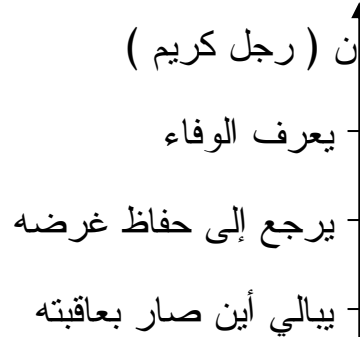 ن ( رجل كريم )
يعرف الوفاء
يرجع إلى حفاظ غرضه
يبالي أين صار بعاقبته